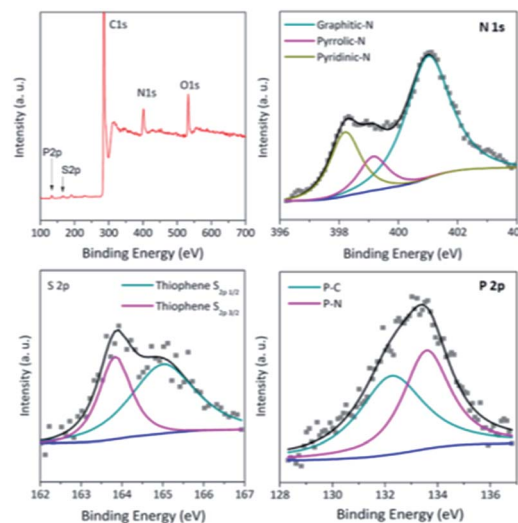 C1s
N1s
O1s
P2p
S2p
Intensity (a. u.)
100 200 300 400 500 600 700
Binding Energy (eV)
Graphitic-N
Pyrrolic-N
Pyridinic-N
N 1s
Intensity (a. u.)
396 398 400 402
Binding Energy (eV)
S 2p
Thiophene S2p 1/2
Thiophene S2p 3/2
Intensity (a. u.)
162 163 164 165 166 167
Binding Energy (eV)
P-C
P-N
P 2p
Intensity (a. u.)
128 130 132 134 136
Binding Energy (eV)